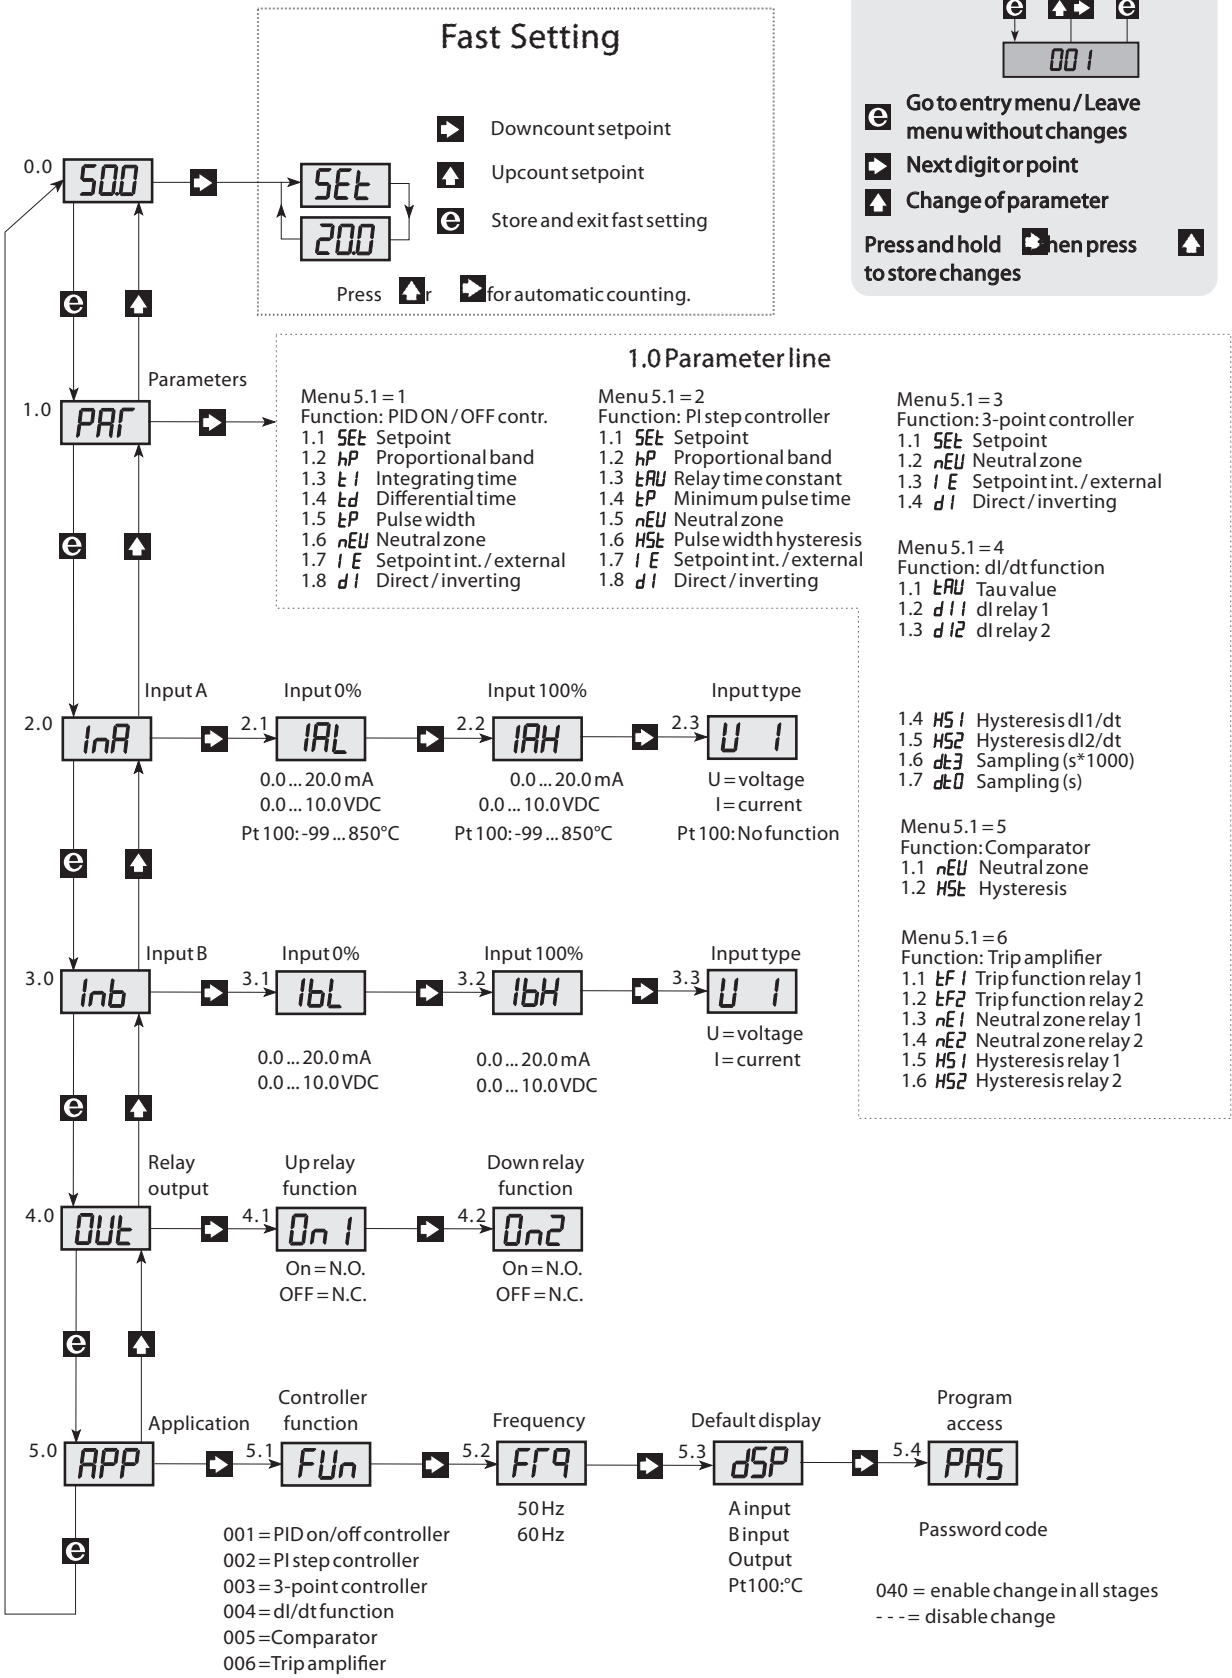 Fast Setting
Downcount setpoint
Upcount setpoint
e Store and exit fast setting
0.0 50.0
SEt
20.0
Press r for automatic counting.
e e
001
e Go to entry menu / Leave
menu without changes
Next digit or point
Change of parameter
Press and hold hen press
to store changes
e
Parameters
1.0 PAr
1.0 Parameter line
Menu 5.1 = 1
Function: PID ON / OFF contr.
1.1 SEt Setpoint
1.2 hP Proportional band
1.3 t I Integrating time
1.4 td Differential time
1.5 tP Pulse width
1.6 nEU Neutral zone
1.7 I E Setpoint int. / external
1.8 d I Direct / inverting
Menu 5.1 = 2
Function: PI step controller
1.1 SEt Setpoint
1.2 hP Proportional band
1.3 tAU Relay time constant
1.4 tP Minimum pulse time
1.5 nEU Neutral zone
1.6 HSt Pulse width hysteresis
1.7 I E Setpoint int. / external
1.8 d I Direct / inverting
Menu 5.1 = 3
Function: 3-point controller
1.1 SEt Setpoint
1.2 nEU Neutral zone
1.3 I E Setpoint int. / external
1.4 d I Direct / inverting
Menu 5.1 = 4
Function: dI/dt function
1.1 tAU Tau value
1.2 d I1 dI relay 1
1.3 d I2 dI relay 2
1.4 HS1 Hysteresis dI1/dt
1.5 HS2 Hysteresis dI2/dt
1.6 dt3 Sampling (s*1000)
1.7 dt0 Sampling (s)
Menu 5.1 = 5
Function: Comparator
1.1 nEU Neutral zone
1.2 HSt Hysteresis
Menu 5.1 = 6
Function: Trip amplifier
1.1 tF1 Trip function relay 1
1.2 tF2 Trip function relay 2
1.3 nE1 Neutral zone relay 1
1.4 nE2 Neutral zone relay 2
1.5 HS1 Hysteresis relay 1
1.6 HS2 Hysteresis relay 2
e
Input A Input 0% Input 100% Input type
2.0 InA 2.1 IAL 2.2 IAH 2.3 U I
0.0 ... 20.0 mA 0.0 ... 20.0 mA U = voltage
0.0 ... 10.0 VDC 0.0 ... 10.0 VDC I = current
Pt 100: -99 ... 850°C Pt 100: -99 ... 850°C Pt 100: No function
e
Input B Input 0% Input 100% Input type
3.0 Inb 3.1 IbL 3.2 IbH 3.3 U I
U = voltage
0.0 ... 20.0 mA 0.0 ... 20.0 mA I = current
0.0 ... 10.0 VDC 0.0 ... 10.0 VDC
e
Relay Up relay Down relay
output function function
4.0 OUt 4.1 On 1 4.2 On2
On = N.O. On = N.O.
OFF = N.C. OFF = N.C.
e
Controller Program
Application function Frequency Default display access
5.0 APP 5.1 FUn 5.2 Frq 5.3 dSP 5.4 PAS
50 Hz
60 Hz
A input
B input
Output
Pt100:°C
Password code
040 = enable change in all stages
- - - = disable change
e
001 = PID on/off controller
002 = PI step controller
003 = 3-point controller
004 = dI/dt function
005 =Comparator
006 =Trip amplifier